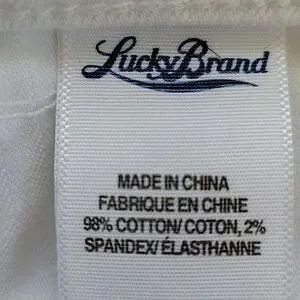 Lucky Brand
MADE IN CHINA
FABRIQUE EN CHINE
98% COTTON/ COTON, 2%
SPANDEX/ ÉLASTHANNE